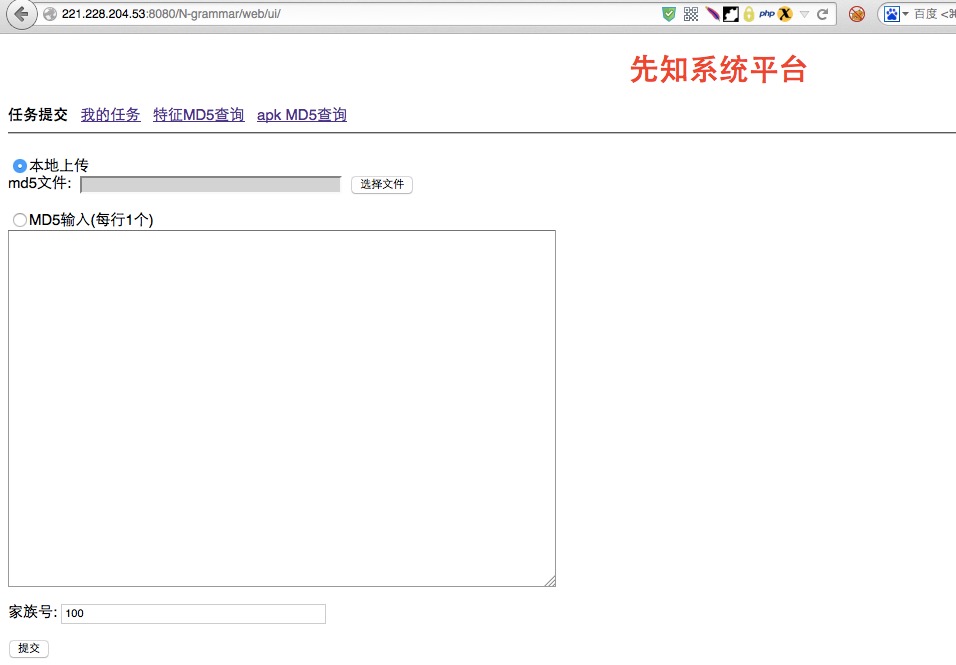 221.228.204.53:8080/N-grammar/web/ui/ php 百度
先知系统平台
任务提交 我的任务 特征MD5查询 apk MD5查询
本地上传
md5文件: 选择文件
MD5输入(每行1个)
家族号: 100
提交